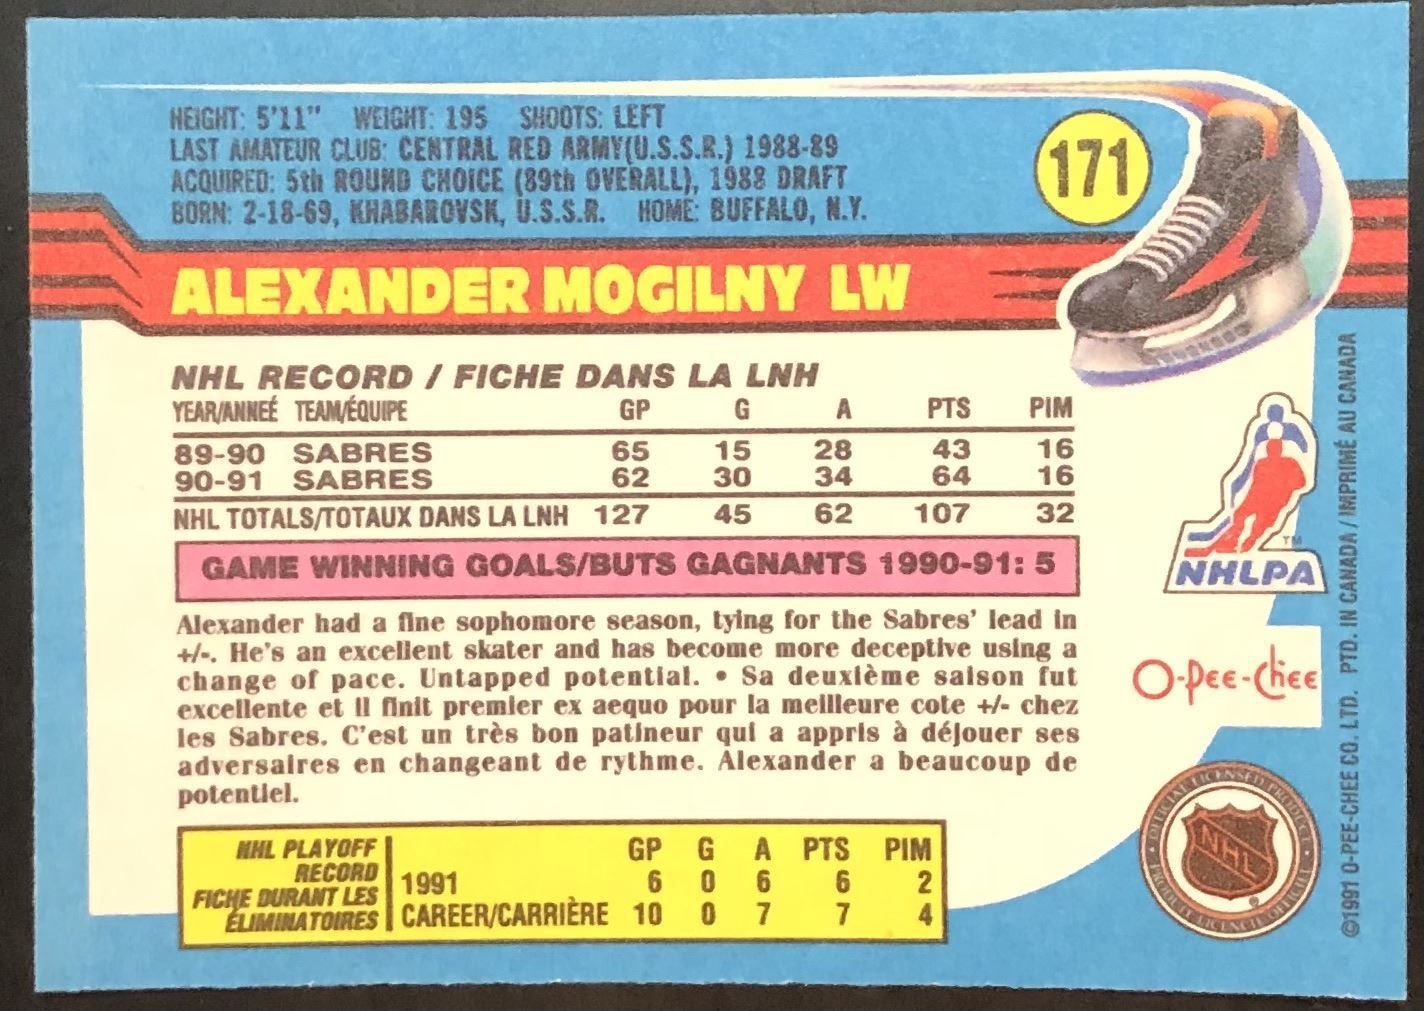 HEIGHT: 5'11" WEIGHT: 195 SHOOTS: LEFT
LAST AMATEUR CLUB: CENTRAL RED ARMY(U.S.S.R.) 1988-89
ACQUIRED: 5th ROUND CHOICE (89th OVERALL), 1988 DRAFT
BORN: 2-18-69, KHABAROVSK, U.S.S.R. HOME: BUFFALO, N.Y.
171
ALEXANDER MOGILNY LW
NHL RECORD / FICHE DANS LA LNH
YEAR/ANNEÉ TEAM/ÉQUIPE GP G A PTS PIM
89-90 SABRES 65 15 28 43 16
90-91 SABRES 62 30 34 64 16
NHL TOTALS/TOTAUX DANS LA LNH 127 45 62 107 32
GAME WINNING GOALS/BUTS GAGNANTS 1990-91: 5
Alexander had a fine sophomore season, tying for the Sabres' lead in
+/-. He's an excellent skater and has become more deceptive using a
change of pace. Untapped potential. • Sa deuxième saison fut
excellente et il finit premier ex aequo pour la meilleure cote +/- chez
les Sabres. C'est un très bon patineur qui a appris à déjouer ses
adversaires en changeant de rythme. Alexander a beaucoup de
potentiel.
NHL PLAYOFF
RECORD
FICHE DURANT LES
ÉLIMINATOIRES
GP G A PTS PIM
1991 6 0 6 6 2
CAREER/CARRIÈRE 10 0 7 7 4
TM
NHLPA
O-Pee-Chee
OFFICIAL LICENSED PRODUCT
NHL
PRODUIT LICENCIÉ OFFICIEL
©1991 O-PEE-CHEE CO. LTD. PTD. IN CANADA / IMPRIMÉ AU CANADA